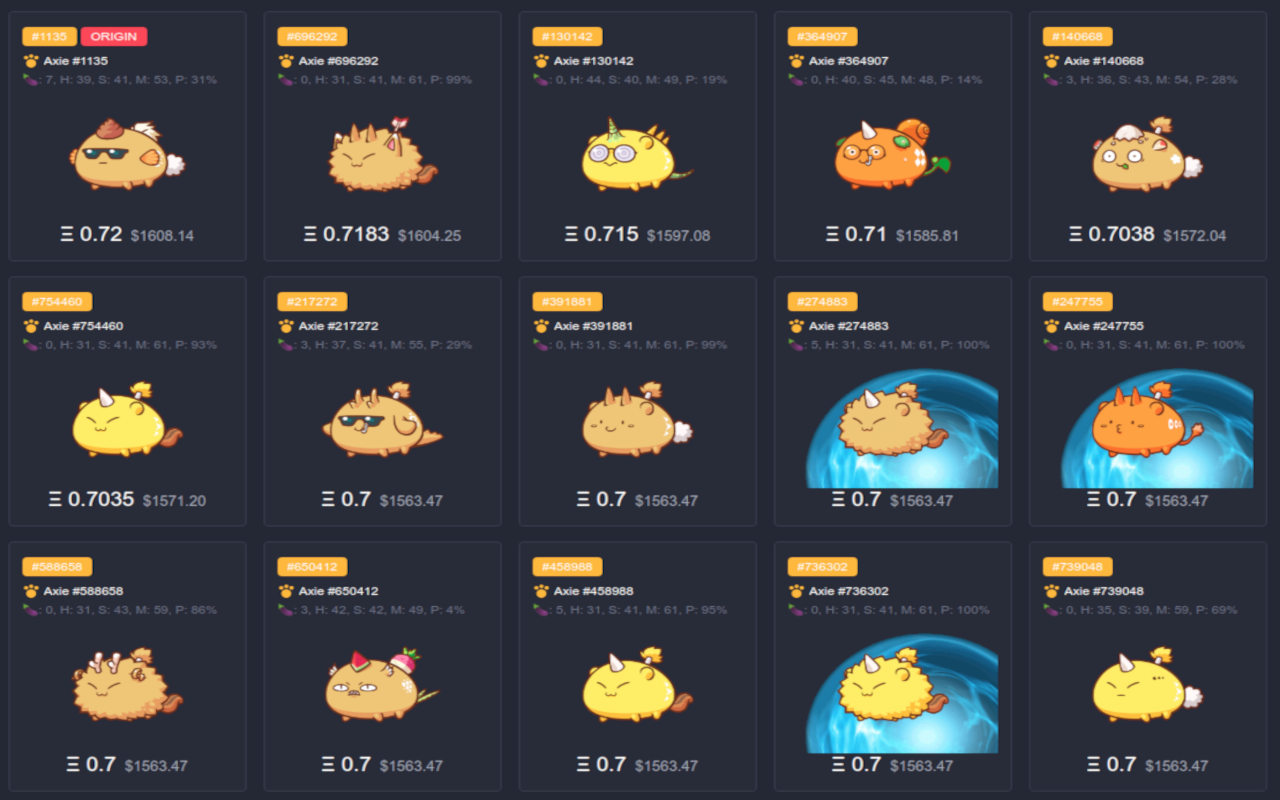 #1135 ORIGIN
Axie #1135
: 7, H: 39, S: 41, M: 53, P: 31%
Ξ 0.72 $1608.14
#696292
Axie #696292
: 0, H: 31, S: 41, M: 61, P: 99%
Ξ 0.7183 $1604.25
#130142
Axie #130142
: 0, H: 44, S: 40, M: 49, P: 19%
Ξ 0.715 $1597.08
#364907
Axie #364907
: 0, H: 40, S: 45, M: 48, P: 14%
Ξ 0.71 $1585.81
#140668
Axie #140668
: 3, H: 36, S: 43, M: 54, P: 28%
Ξ 0.7038 $1572.04
#754460
Axie #754460
: 0, H: 31, S: 41, M: 61, P: 93%
Ξ 0.7035 $1571.20
#217272
Axie #217272
: 3, H: 37, S: 41, M: 55, P: 29%
Ξ 0.7 $1563.47
#391881
Axie #391881
: 0, H: 31, S: 41, M: 61, P: 99%
Ξ 0.7 $1563.47
#274883
Axie #274883
: 5, H: 31, S: 41, M: 61, P: 100%
Ξ 0.7 $1563.47
#247755
Axie #247755
: 0, H: 31, S: 41, M: 61, P: 100%
Ξ 0.7 $1563.47
#588658
Axie #588658
: 0, H: 31, S: 43, M: 59, P: 86%
Ξ 0.7 $1563.47
#650412
Axie #650412
: 3, H: 42, S: 42, M: 49, P: 4%
Ξ 0.7 $1563.47
#458988
Axie #458988
: 5, H: 31, S: 41, M: 61, P: 95%
Ξ 0.7 $1563.47
#736302
Axie #736302
: 0, H: 31, S: 41, M: 61, P: 100%
Ξ 0.7 $1563.47
#739048
Axie #739048
: 0, H: 35, S: 39, M: 59, P: 69%
Ξ 0.7 $1563.47